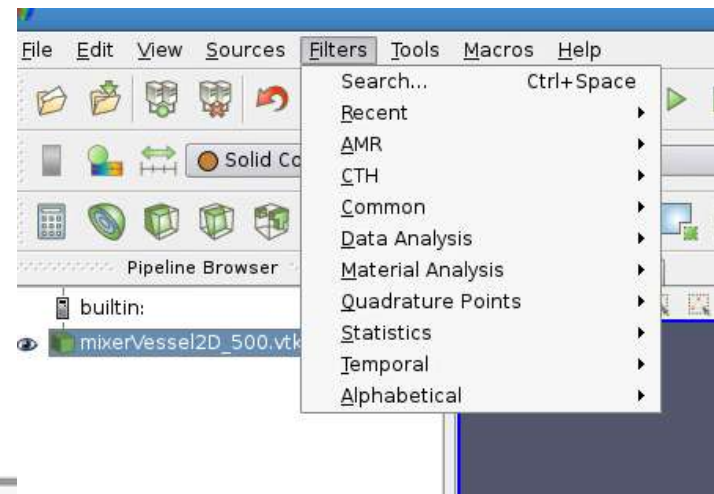 File Edit View Sources Filters Tools Macros Help
Search... Ctrl+Space
Recent
AMR
CTH
Solid Co
Common
Data Analysis
Pipeline Browser
Material Analysis
builtin:
Quadrature Points
mixerVessel2D_500.vtk
Statistics
Temporal
Alphabetical